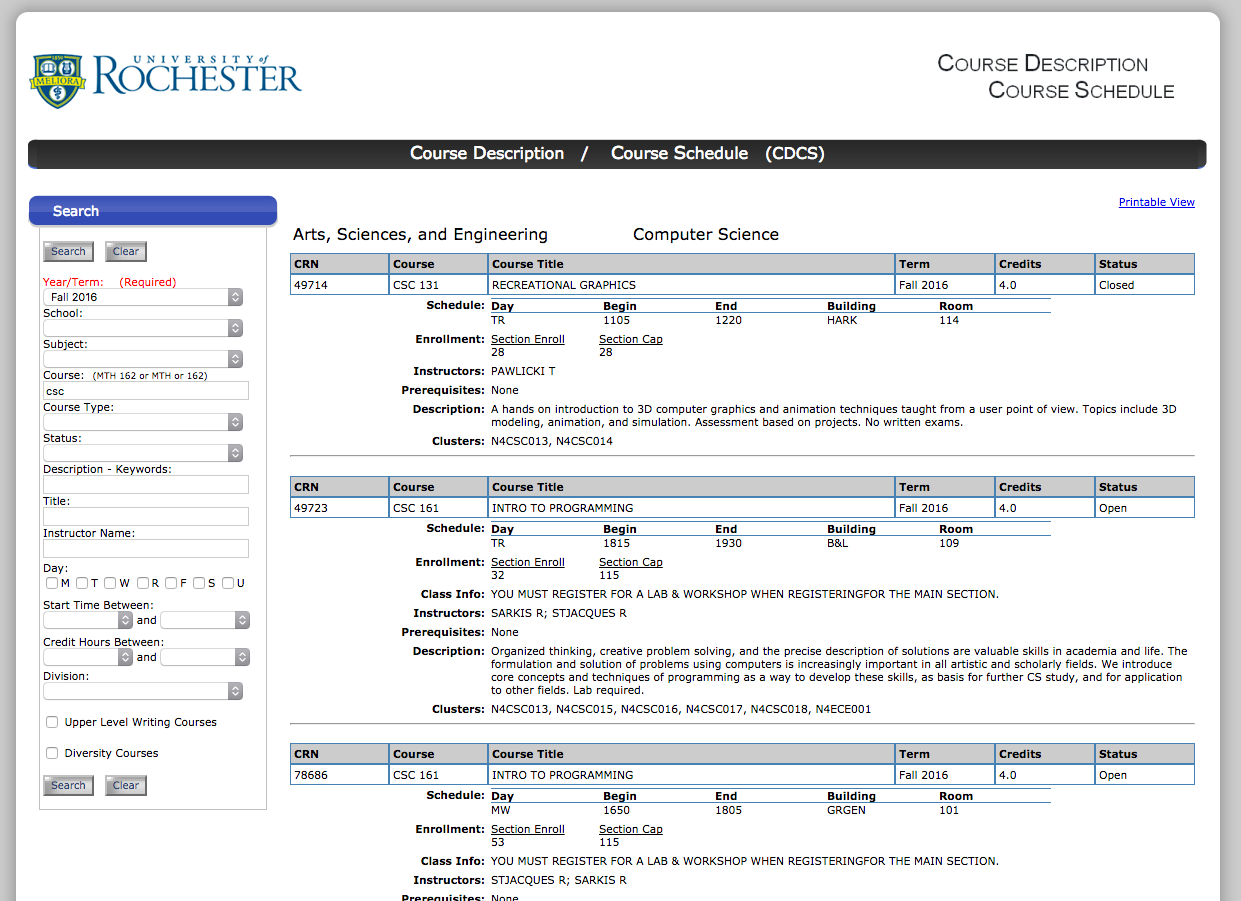 UNIVERSITY of
ROCHESTER
MELIORA
COURSE DESCRIPTION
COURSE SCHEDULE
Course Description / Course Schedule (CDCS)
Search
Search Clear
Year/Term: (Required)
Fall 2016
School:
Subject:
Course: (MTH 162 or MTH or 162)
csc
Course Type:
Status:
Description - Keywords:
Title:
Instructor Name:
Day:
M T W R F S U
Start Time Between:
and
Credit Hours Between:
and
Division:
Upper Level Writing Courses
Diversity Courses
Search Clear
Printable View
Arts, Sciences, and Engineering Computer Science
CRN Course Course Title Term Credits Status
49714 CSC 131 RECREATIONAL GRAPHICS Fall 2016 4.0 Closed
Schedule: Day Begin End Building Room
TR 1105 1220 HARK 114
Enrollment: Section Enroll Section Cap
28 28
Instructors: PAWLICKI T
Prerequisites: None
Description: A hands on introduction to 3D computer graphics and animation techniques taught from a user point of view. Topics include 3D
modeling, animation, and simulation. Assessment based on projects. No written exams.
Clusters: N4CSC013, N4CSC014
CRN Course Course Title Term Credits Status
49723 CSC 161 INTRO TO PROGRAMMING Fall 2016 4.0 Open
Schedule: Day Begin End Building Room
TR 1815 1930 B&L 109
Enrollment: Section Enroll Section Cap
32 115
Class Info: YOU MUST REGISTER FOR A LAB & WORKSHOP WHEN REGISTERINGFOR THE MAIN SECTION.
Instructors: SARKIS R; STJACQUES R
Prerequisites: None
Description: Organized thinking, creative problem solving, and the precise description of solutions are valuable skills in academia and life. The
formulation and solution of problems using computers is increasingly important in all artistic and scholarly fields. We introduce
core concepts and techniques of programming as a way to develop these skills, as basis for further CS study, and for application
to other fields. Lab required.
Clusters: N4CSC013, N4CSC015, N4CSC016, N4CSC017, N4CSC018, N4ECE001
CRN Course Course Title Term Credits Status
78686 CSC 161 INTRO TO PROGRAMMING Fall 2016 4.0 Open
Schedule: Day Begin End Building Room
MW 1650 1805 GRGEN 101
Enrollment: Section Enroll Section Cap
53 115
Class Info: YOU MUST REGISTER FOR A LAB & WORKSHOP WHEN REGISTERINGFOR THE MAIN SECTION.
Instructors: STJACQUES R; SARKIS R
Prerequisites: None